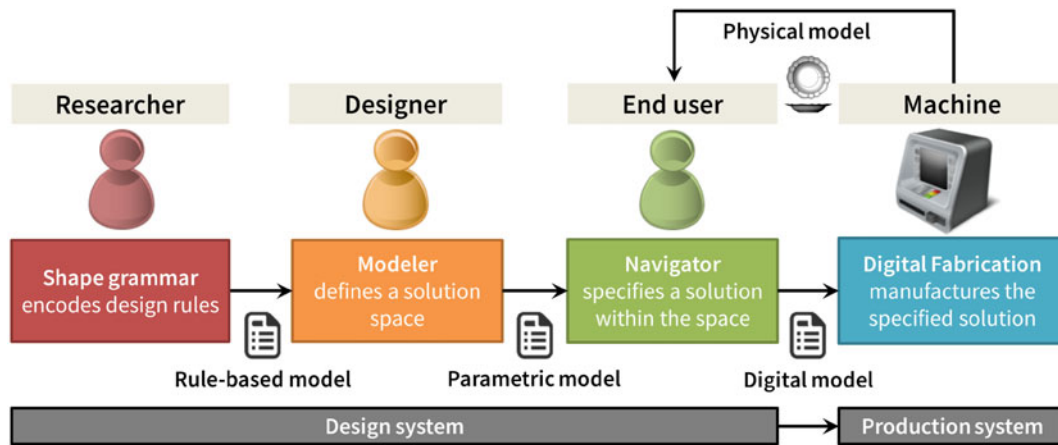 Physical model
Researcher
Designer
End user
Machine
Shape grammar
encodes design rules
Modeler
defines a solution
space
Navigator
specifies a solution
within the space
Digital Fabrication
manufactures the
specified solution
Rule-based model
Parametric model
Digital model
Design system
Production system